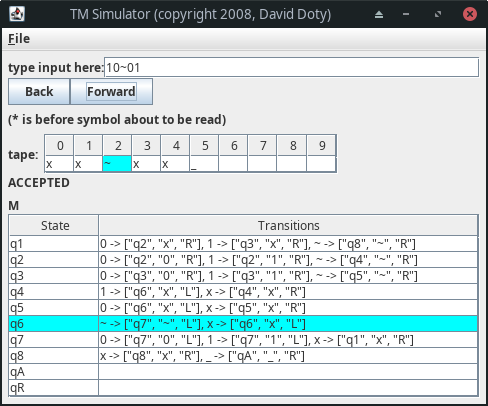 TM Simulator (copyright 2008, David Doty)
File
type input here: 10~01
Back Forward
(* is before symbol about to be read)
0 1 2 3 4 5 6 7 8 9
tape: x x ~ x x _
ACCEPTED
M
State Transitions
q1 0 -> ["q2", "x", "R"], 1 -> ["q3", "x", "R"], ~ -> ["q8", "~", "R"]
q2 0 -> ["q2", "0", "R"], 1 -> ["q2", "1", "R"], ~ -> ["q4", "~", "R"]
q3 0 -> ["q3", "0", "R"], 1 -> ["q3", "1", "R"], ~ -> ["q5", "~", "R"]
q4 1 -> ["q6", "x", "L"], x -> ["q4", "x", "R"]
q5 0 -> ["q6", "x", "L"], x -> ["q5", "x", "R"]
q6 ~ -> ["q7", "~", "L"], x -> ["q6", "x", "L"]
q7 0 -> ["q7", "0", "L"], 1 -> ["q7", "1", "L"], x -> ["q1", "x", "R"]
q8 x -> ["q8", "x", "R"], _ -> ["qA", "_", "R"]
qA
qR